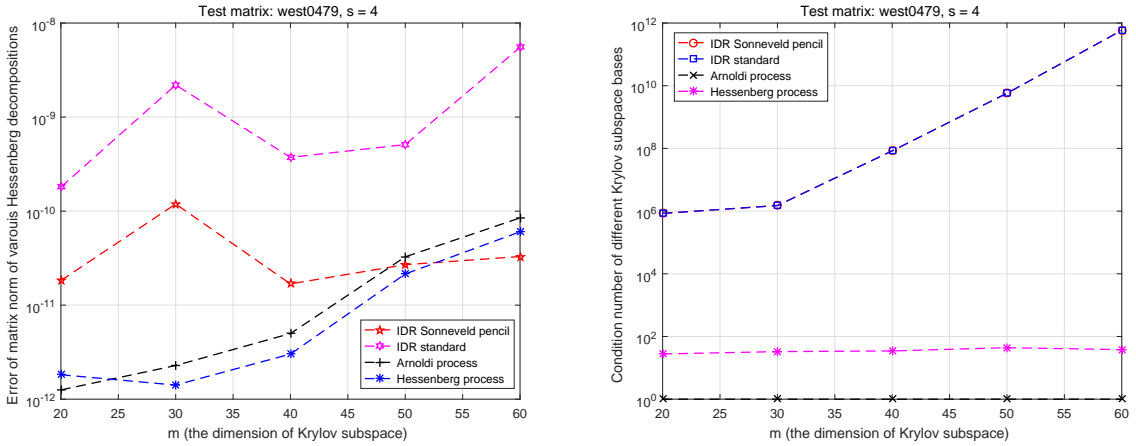 Test matrix: west0479, s = 4
Error of matrix norm of varouis Hessenberg decompositions
10^-8
10^-9
10^-10
10^-11
10^-12
IDR Sonneveld pencil
IDR standard
Arnoldi process
Hessenberg process
20 25 30 35 40 45 50 55 60
m (the dimension of Krylov subspace)
Test matrix: west0479, s = 4
Condition number of different Krylov subspace bases
10^12
10^10
10^8
10^6
10^4
10^2
10^0
IDR Sonneveld pencil
IDR standard
Arnoldi process
Hessenberg process
20 25 30 35 40 45 50 55 60
m (the dimension of Krylov subspace)